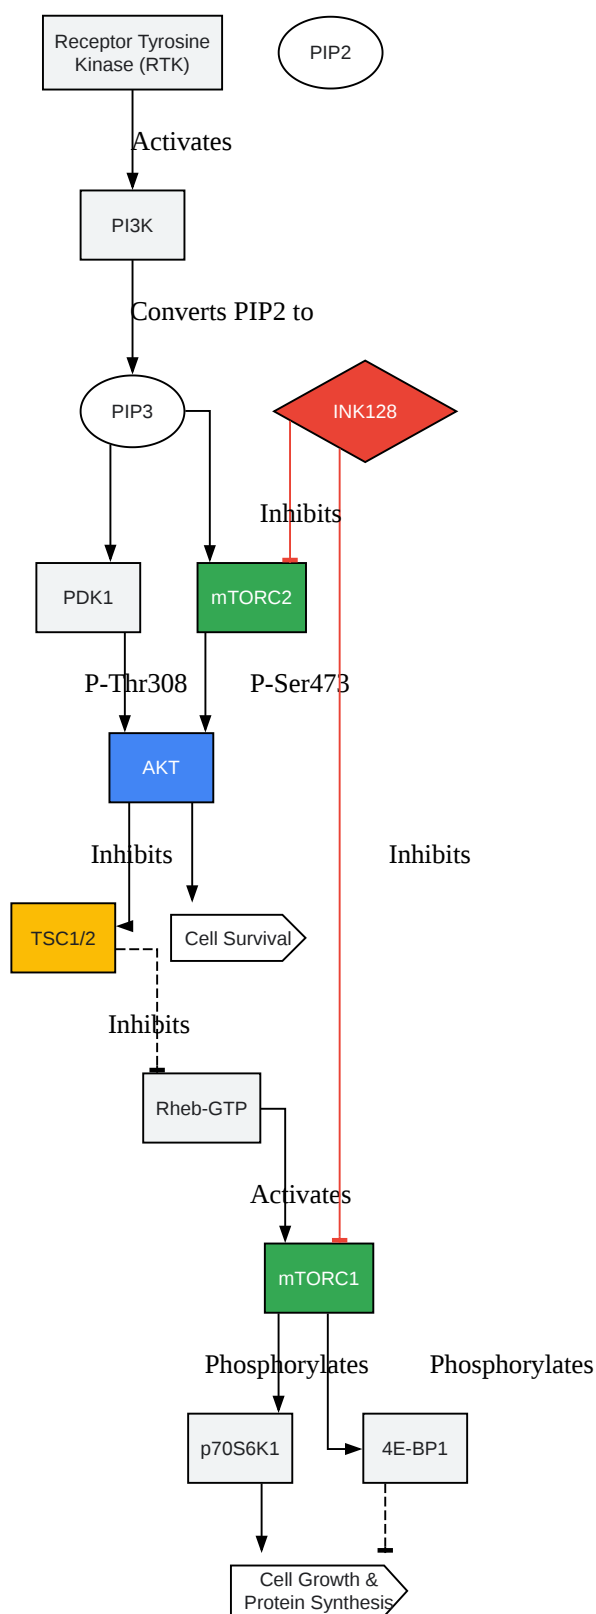 Receptor Tyrosine
Kinase (RTK)
PIP2
Activates
PI3K
Converts PIP2 to
PIP3
INK128
Inhibits
PDK1
mTORC2
P-Thr308
P-Ser473
AKT
Inhibits
Inhibits
TSC1/2
Cell Survival
Inhibits
Rheb-GTP
Activates
mTORC1
Phosphorylates
Phosphorylates
p70S6K1
4E-BP1
Cell Growth &
Protein Synthesis